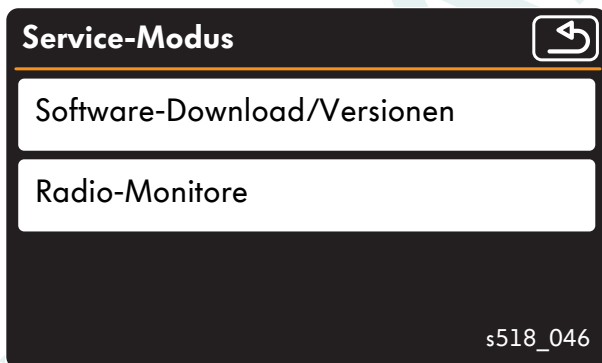 Service-Modus
Software-Download/Versionen
Radio-Monitore
s518_046